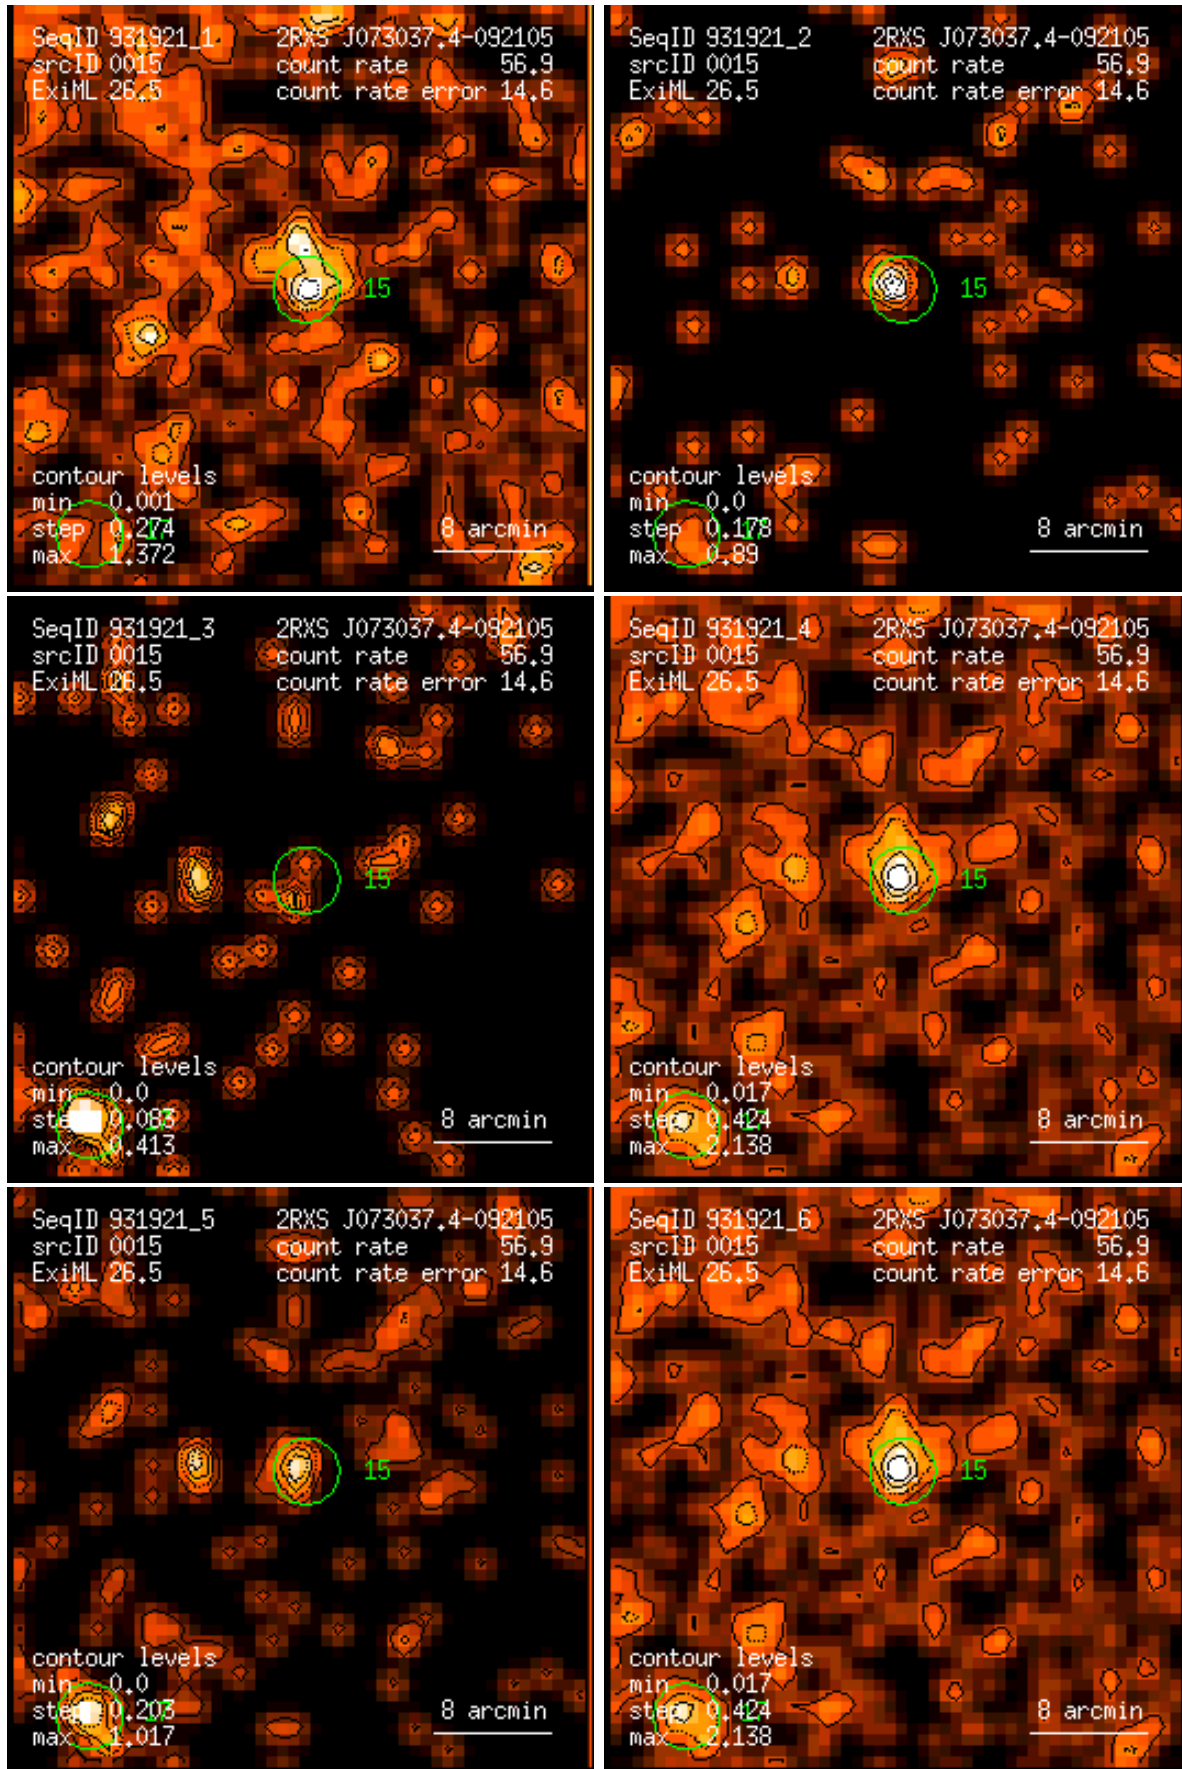 SeqID 931921_1 2RXS J073037.4-092105
srcID 0015 count rate 56.9
ExiML 26.5 count rate error 14.6
15
contour levels
min 0.001
step 0.274 17
max 1.372
8 arcmin
SeqID 931921_2 2RXS J073037.4-092105
srcID 0015 count rate 56.9
ExiML 26.5 count rate error 14.6
15
contour levels
min 0.0
step 0.178 17
max 0.89
8 arcmin
SeqID 931921_3 2RXS J073037.4-092105
srcID 0015 count rate 56.9
ExiML 26.5 count rate error 14.6
15
contour levels
min 0.0
step 0.083 17
max 0.413
8 arcmin
SeqID 931921_4 2RXS J073037.4-092105
srcID 0015 count rate 56.9
ExiML 26.5 count rate error 14.6
15
contour levels
min 0.017
step 0.424 17
max 2.138
8 arcmin
SeqID 931921_5 2RXS J073037.4-092105
srcID 0015 count rate 56.9
ExiML 26.5 count rate error 14.6
15
contour levels
min 0.0
step 0.203 17
max 1.017
8 arcmin
SeqID 931921_6 2RXS J073037.4-092105
srcID 0015 count rate 56.9
ExiML 26.5 count rate error 14.6
15
contour levels
min 0.017
step 0.424 17
max 2.138
8 arcmin